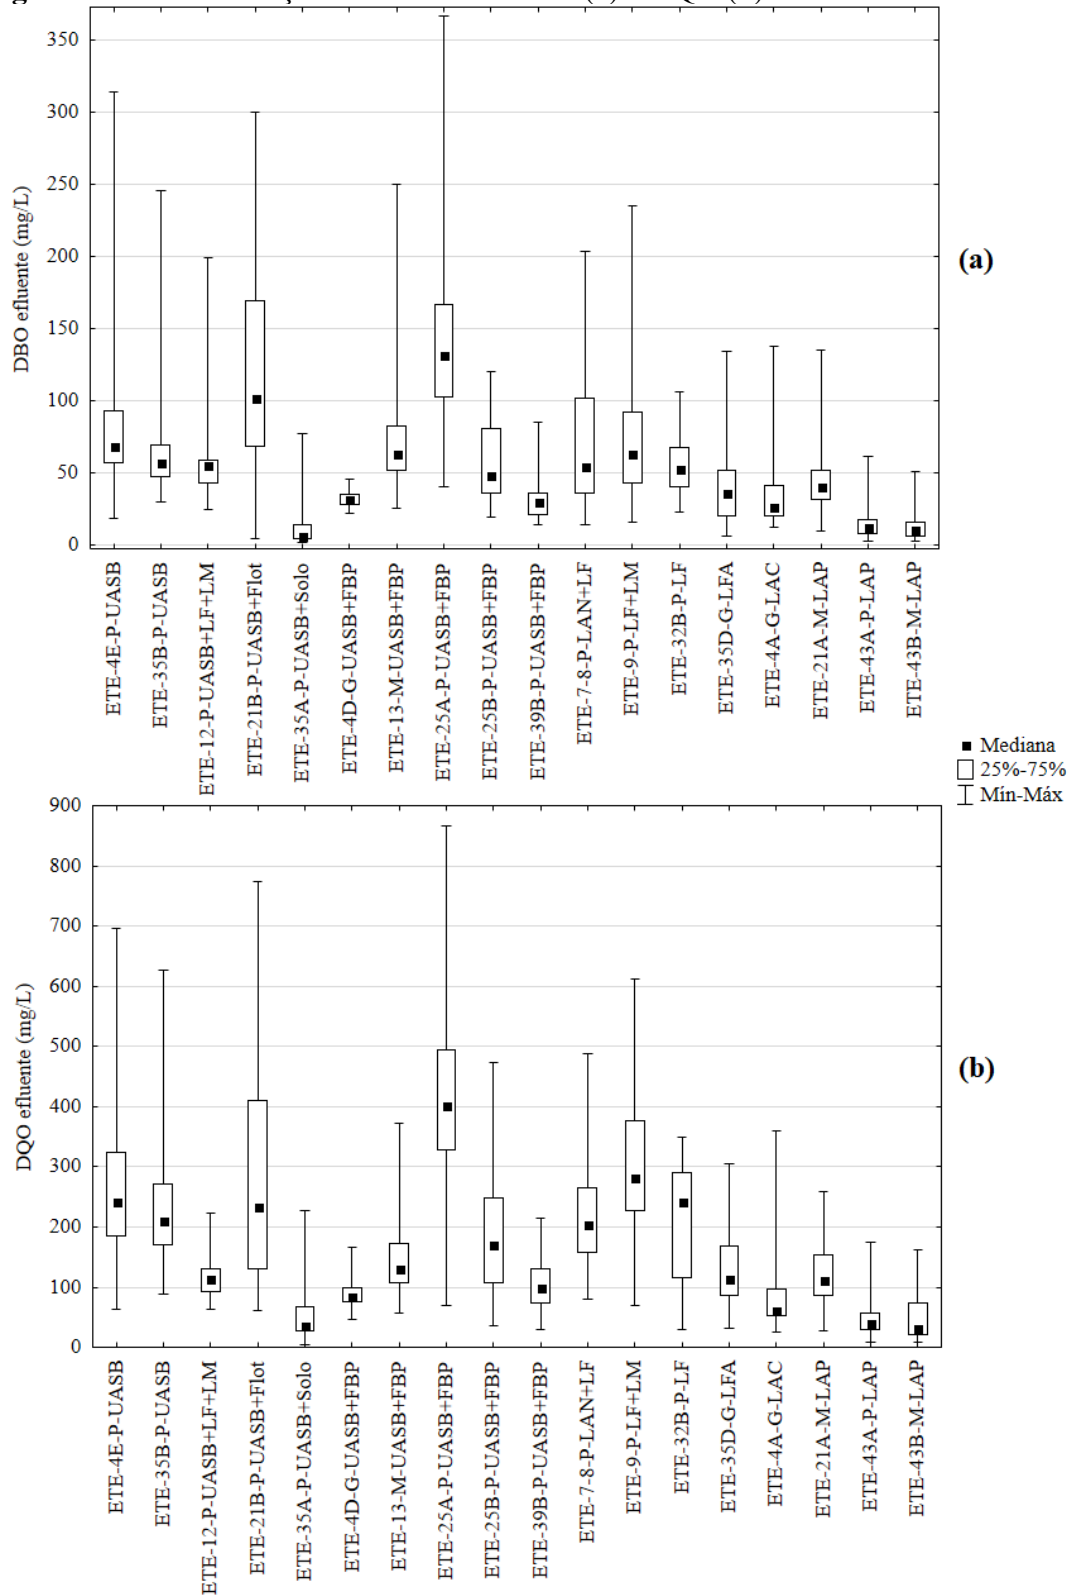 350
300
250
200
150
100
50
0
DBO efluente (mg/L)
(a)
ETE-4E-P-UASB
ETE-35B-P-UASB
ETE-12-P-UASB+LF+LM
ETE-21B-P-UASB+Flot
ETE-35A-P-UASB+Solo
ETE-4D-G-UASB+FBP
ETE-13-M-UASB+FBP
ETE-25A-P-UASB+FBP
ETE-25B-P-UASB+FBP
ETE-39B-P-UASB+FBP
ETE-7-8-P-LAN+LF
ETE-9-P-LF+LM
ETE-32B-P-LF
ETE-35D-G-LFA
ETE-4A-G-LAC
ETE-21A-M-LAP
ETE-43A-P-LAP
ETE-43B-M-LAP
Mediana
25%-75%
Mín-Máx
900
800
700
600
500
400
300
200
100
0
DQO efluente (mg/L)
(b)
ETE-4E-P-UASB
ETE-35B-P-UASB
ETE-12-P-UASB+LF+LM
ETE-21B-P-UASB+Flot
ETE-35A-P-UASB+Solo
ETE-4D-G-UASB+FBP
ETE-13-M-UASB+FBP
ETE-25A-P-UASB+FBP
ETE-25B-P-UASB+FBP
ETE-39B-P-UASB+FBP
ETE-7-8-P-LAN+LF
ETE-9-P-LF+LM
ETE-32B-P-LF
ETE-35D-G-LFA
ETE-4A-G-LAC
ETE-21A-M-LAP
ETE-43A-P-LAP
ETE-43B-M-LAP